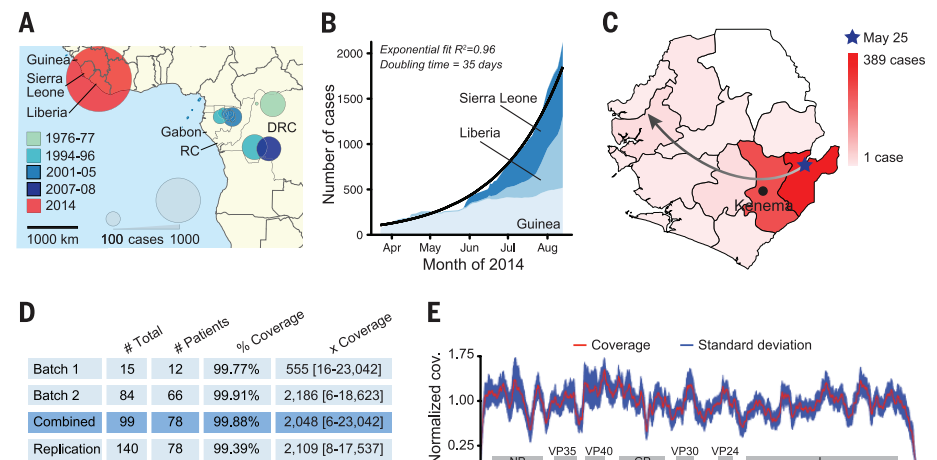 A
Guinea
Sierra
Leone
Liberia
Gabon
RC
DRC
1976-77
1994-96
2001-05
2007-08
2014
1000 km
100 cases 1000
B
Exponential fit R²=0.96
Doubling time = 35 days
Number of cases
2000
1500
1000
500
0
Sierra Leone
Liberia
Guinea
Apr May Jun Jul Aug
Month of 2014
C
May 25
389 cases
1 case
Kenema
D
# Total # Patients % Coverage x Coverage
Batch 1 15 12 99.77% 555 [16-23,042]
Batch 2 84 66 99.91% 2,186 [6-18,623]
Combined 99 78 99.88% 2,048 [6-23,042]
Replication 140 78 99.39% 2,109 [8-17,537]
E
Coverage Standard deviation
Normalized cov.
1.75
1.00
0.25
VP35 VP40 VP30 VP24